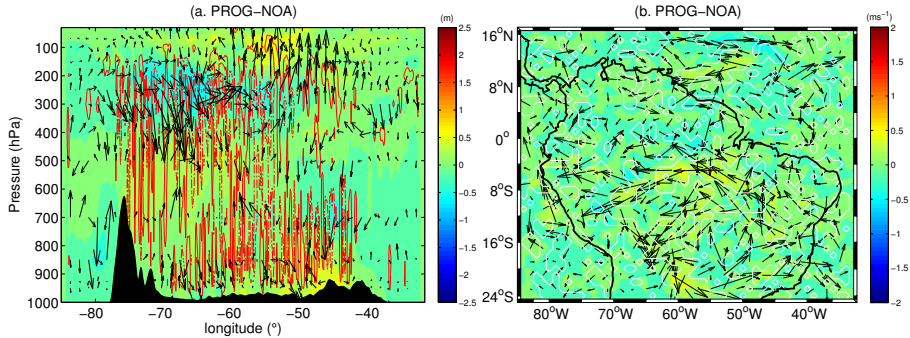 (a. PROG−NOA)
(m)
2.5
2
1.5
1
0.5
0
−0.5
−1
−1.5
−2
−2.5
Pressure (hPa)
100
200
300
400
500
600
700
800
900
1000
−80 −70 −60 −50 −40
longitude (°)
(b. PROG−NOA)
(ms⁻¹)
2
1.5
1
0.5
0
−0.5
−1
−1.5
−2
16°N
8°N
0°
8°S
16°S
24°S
80°W 70°W 60°W 50°W 40°W